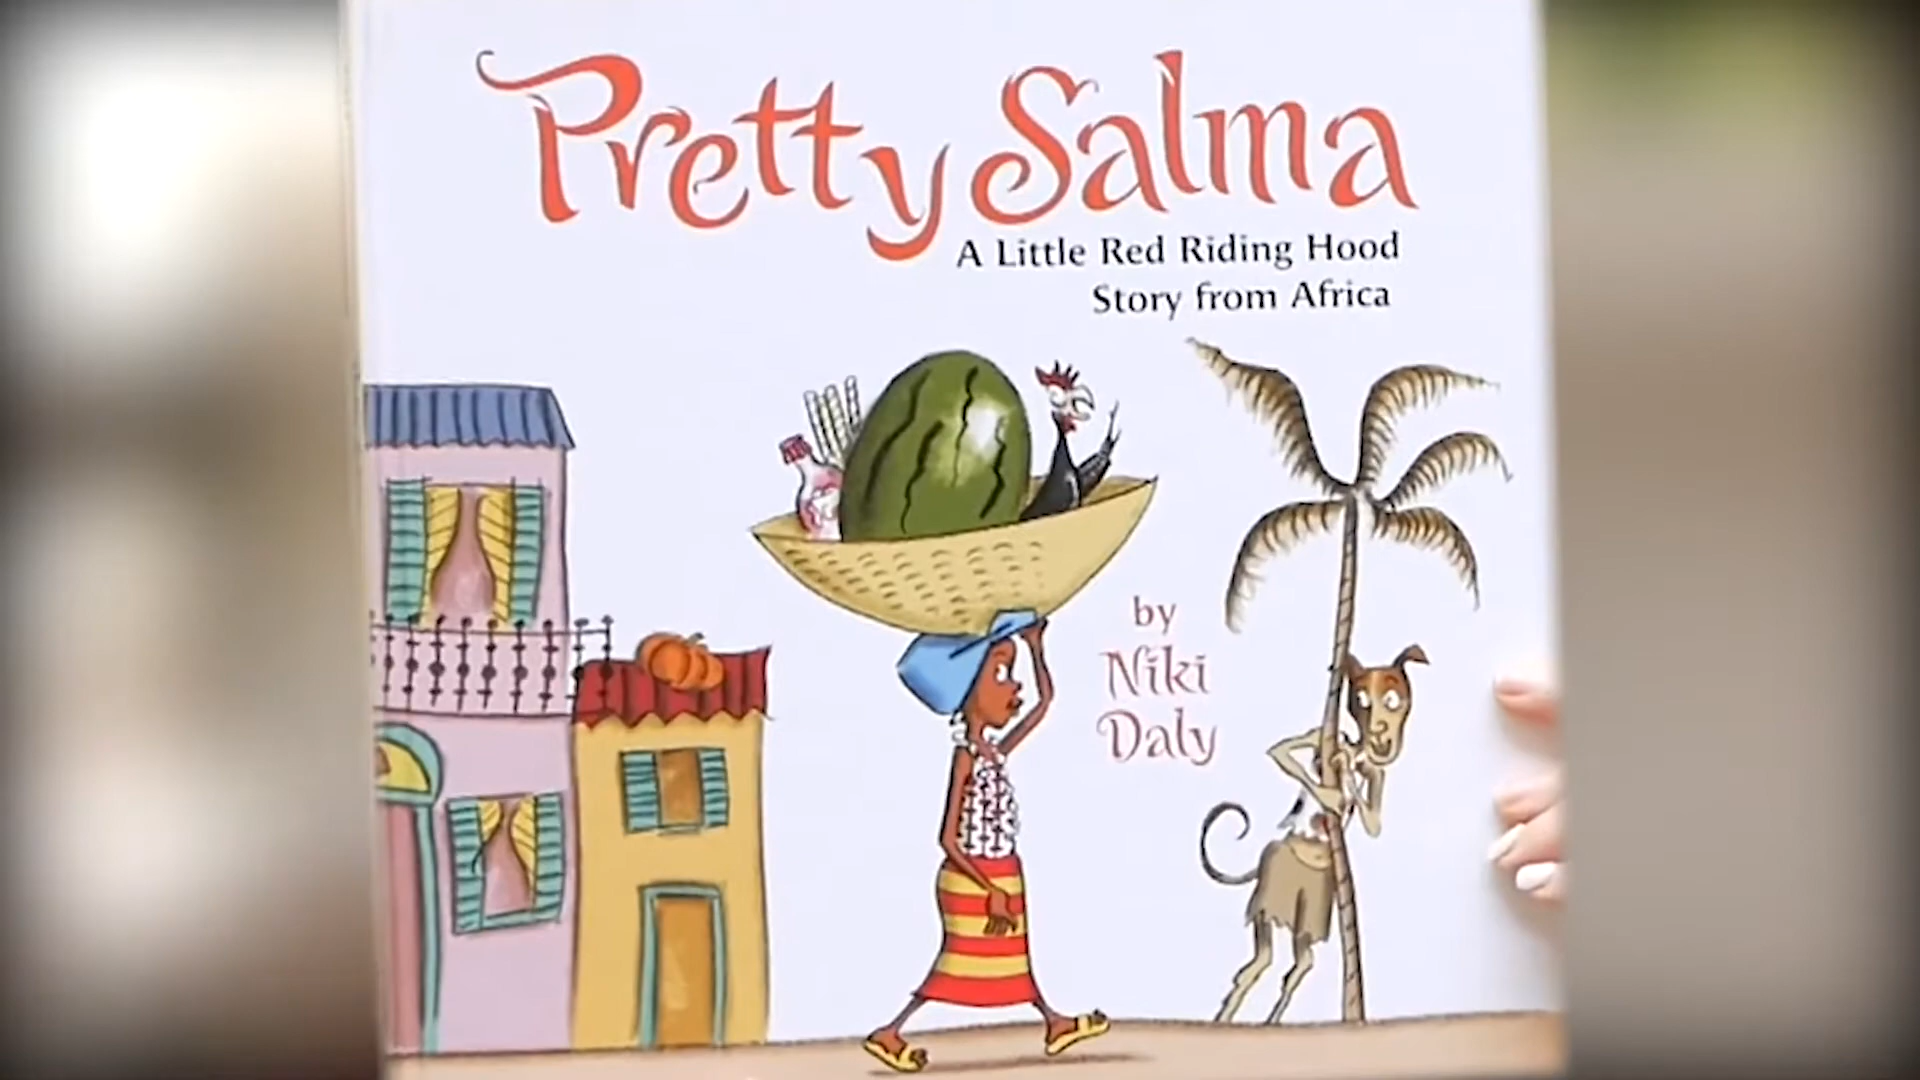 Pretty Salma
A Little Red Riding Hood
Story from Africa
by
Niki
Daly